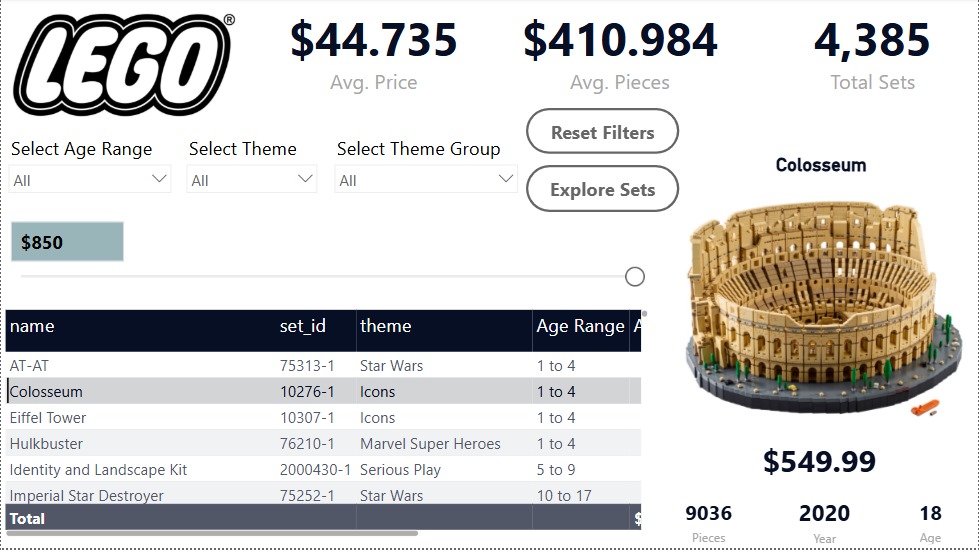 LEGO®
$44.735
Avg. Price
$410.984
Avg. Pieces
4,385
Total Sets
Select Age Range
All
Select Theme
All
Select Theme Group
All
Reset Filters
Explore Sets
$850
name set_id theme Age Range A
AT-AT 75313-1 Star Wars 1 to 4
Colosseum 10276-1 Icons 1 to 4
Eiffel Tower 10307-1 Icons 1 to 4
Hulkbuster 76210-1 Marvel Super Heroes 1 to 4
Identity and Landscape Kit 2000430-1 Serious Play 5 to 9
Imperial Star Destroyer 75252-1 Star Wars 10 to 17
Total $
Colosseum
$549.99
9036
Pieces
2020
Year
18
Age